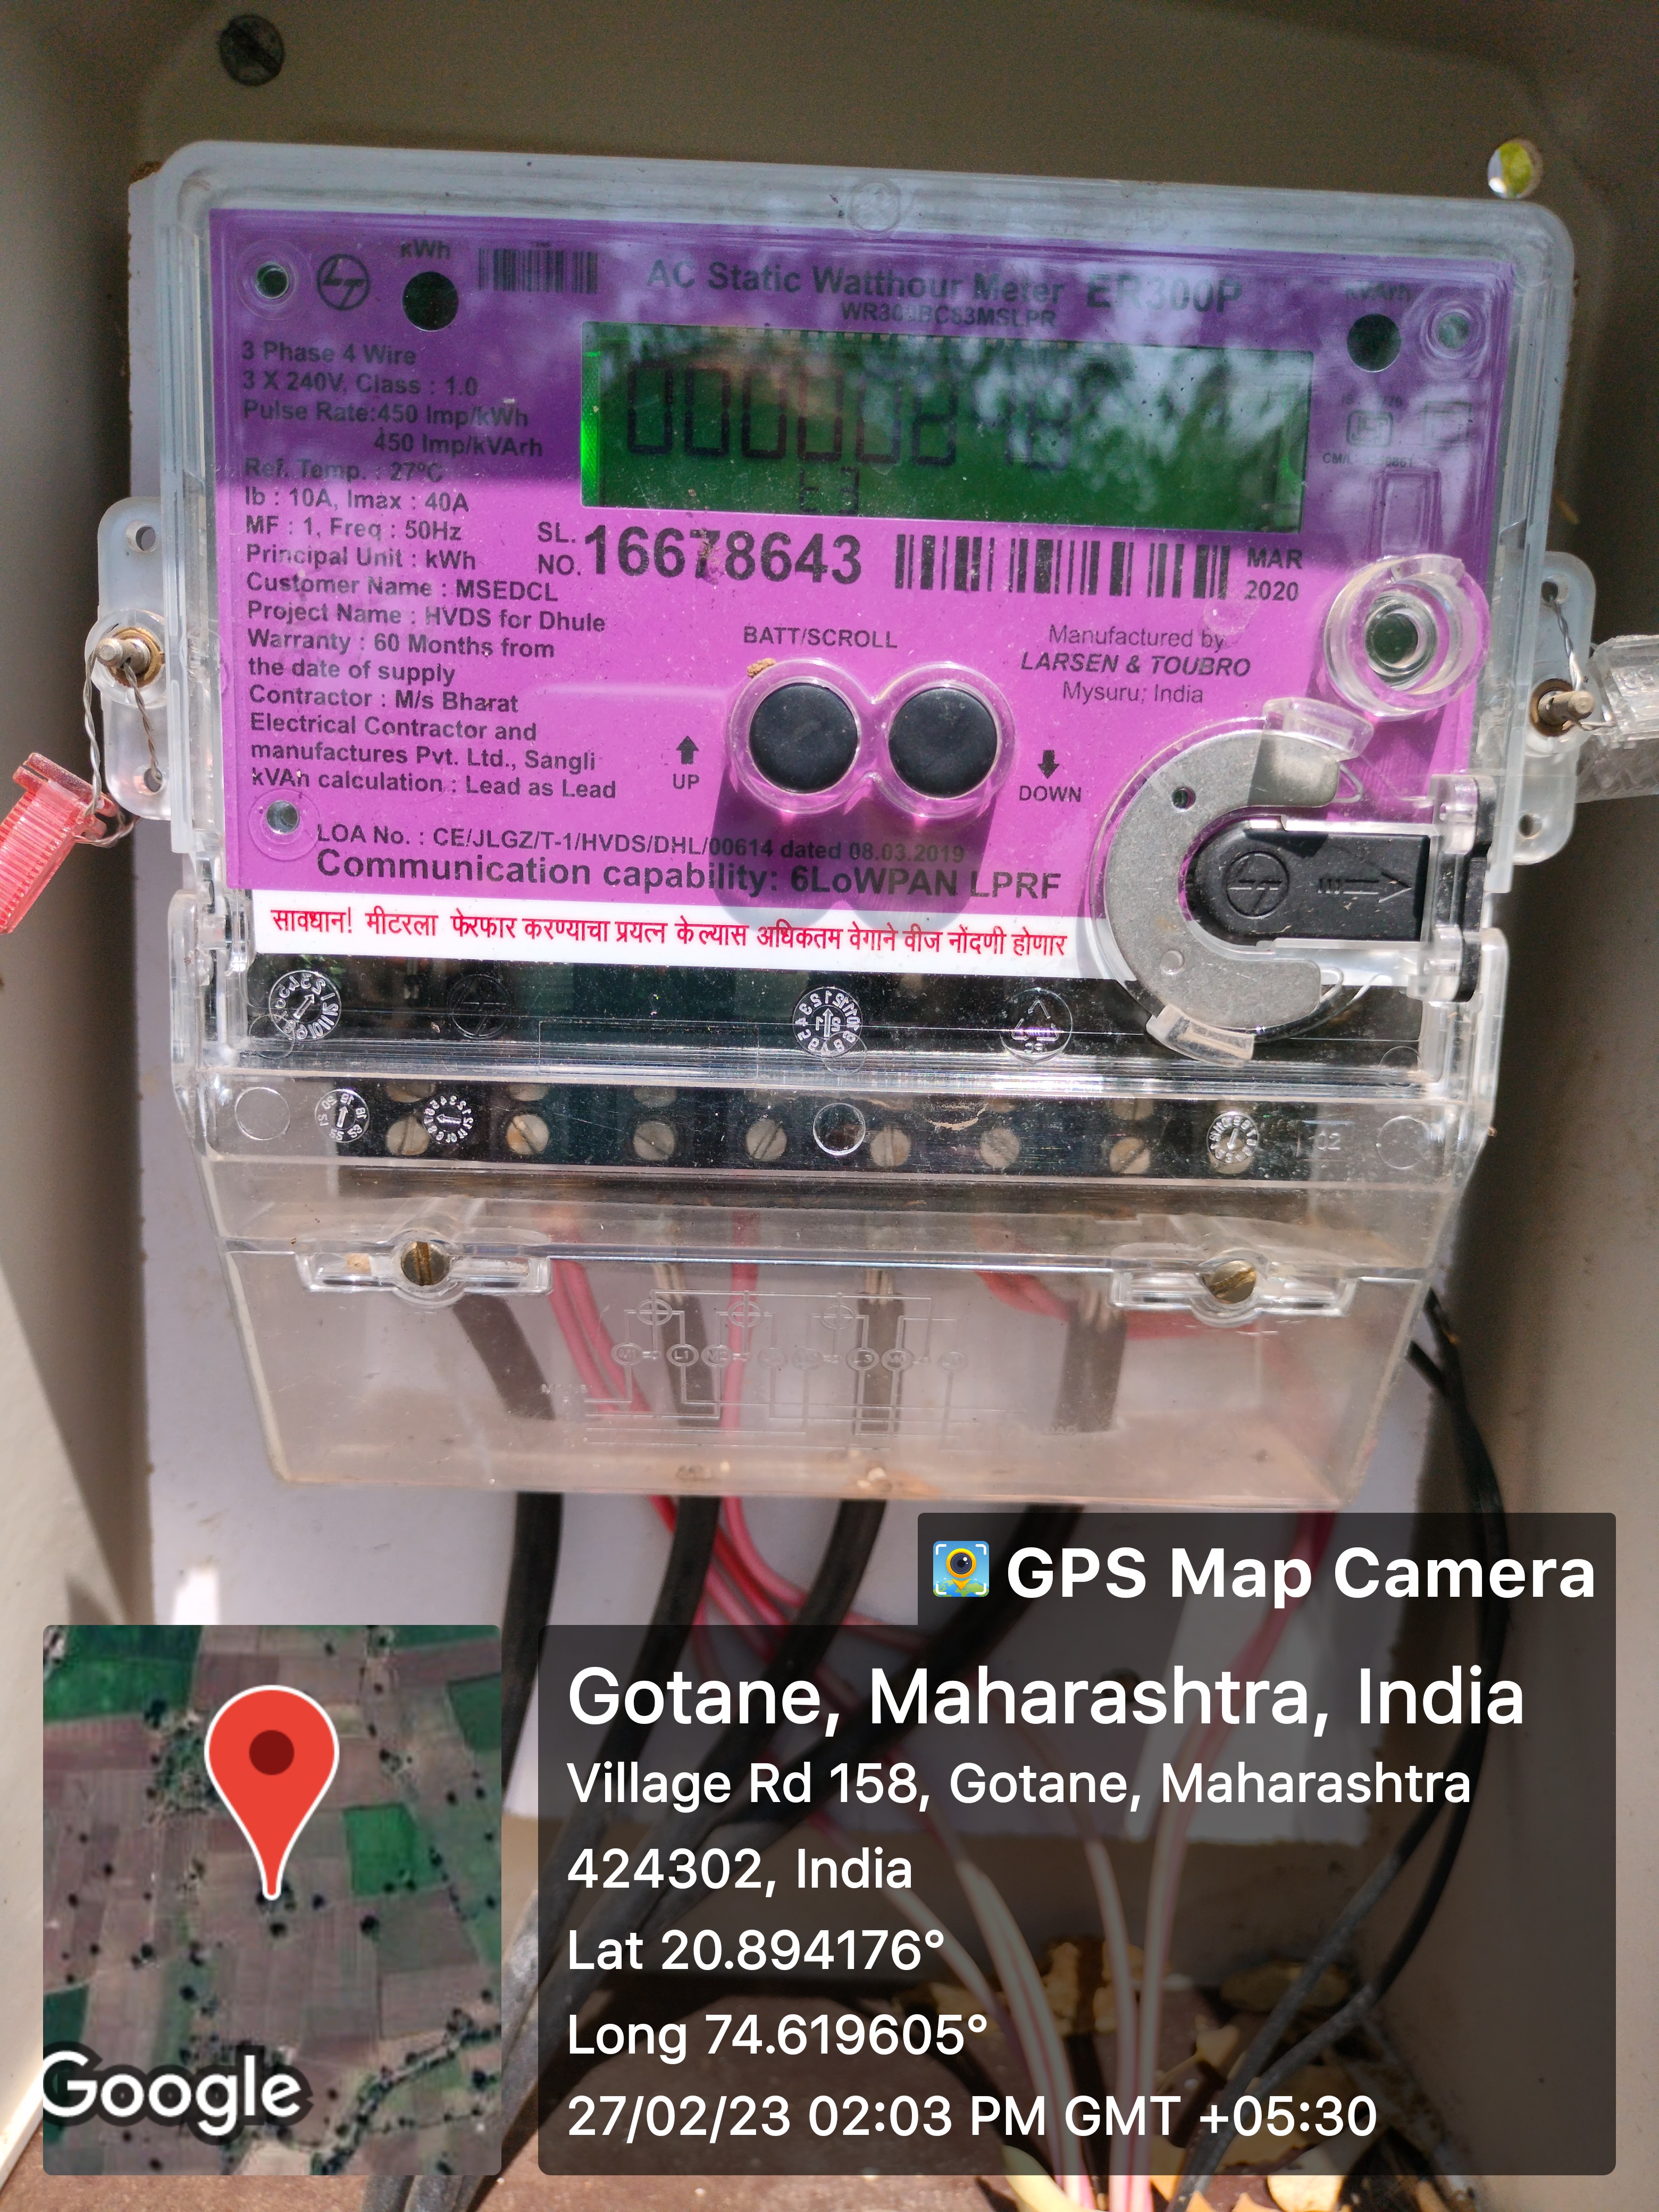 kWh
AC Static Watthour Meter ER300P
kVArh
3 Phase 4 Wire
3 X 240V, Class : 1.0
Pulse Rate:450 Imp/kWh
450 Imp/kVArh
Ref. Temp. : 27°C
Ib : 10A, Imax : 40A
MF : 1, Freq : 50Hz
Principal Unit : kWh
Customer Name : MSEDCL
Project Name : HVDS for Dhule
Warranty : 60 Months from
the date of supply
Contractor : M/s Bharat
Electrical Contractor and
manufactures Pvt. Ltd., Sangli
kVAh calculation : Lead as Lead
SL. NO. 16678643
MAR
2020
BATT/SCROLL
UP
DOWN
Manufactured by
LARSEN & TOUBRO
Mysuru, India
LOA No. : CE/JLGZ/T-1/HVDS/DHL/00614 dated 08.03.2019
Communication capability: 6LoWPAN LPRF
सावधान! मीटरला फेरफार करण्याचा प्रयत्न केल्यास अधिकतम वेगाने वीज नोंदणी होणार
GPS Map Camera
Gotane, Maharashtra, India
Village Rd 158, Gotane, Maharashtra
424302, India
Lat 20.894176°
Long 74.619605°
27/02/23 02:03 PM GMT +05:30
Google